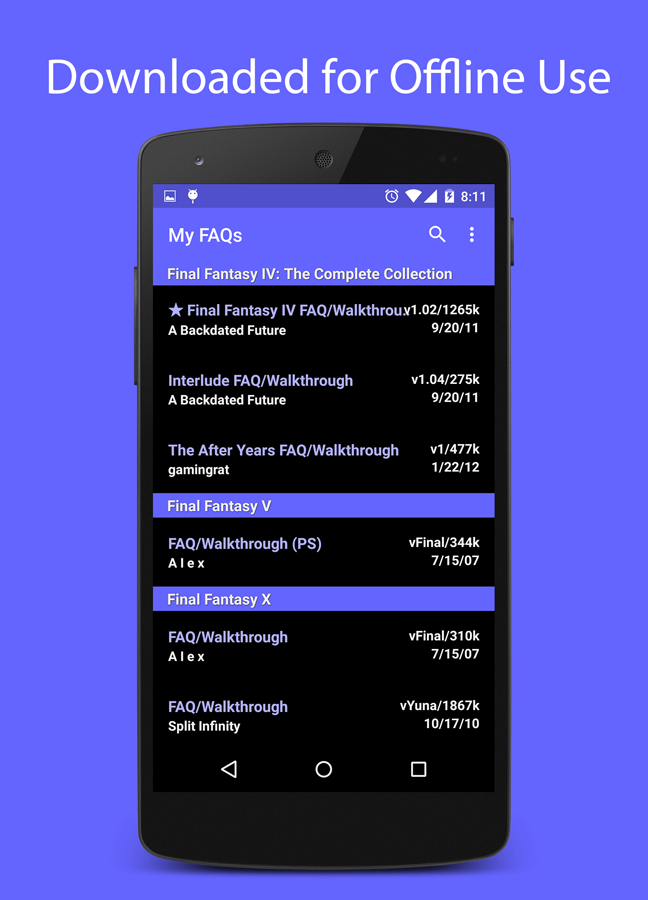 Downloaded for Offline Use
8:11
My FAQs
Final Fantasy IV: The Complete Collection
★ Final Fantasy IV FAQ/Walkthrou... v1.02/1265k
A Backdated Future 9/20/11
Interlude FAQ/Walkthrough v1.04/275k
A Backdated Future 9/20/11
The After Years FAQ/Walkthrough v1/477k
gamingrat 1/22/12
Final Fantasy V
FAQ/Walkthrough (PS) vFinal/344k
A l e x 7/15/07
Final Fantasy X
FAQ/Walkthrough vFinal/310k
A l e x 7/15/07
FAQ/Walkthrough vYuna/1867k
Split Infinity 10/17/10